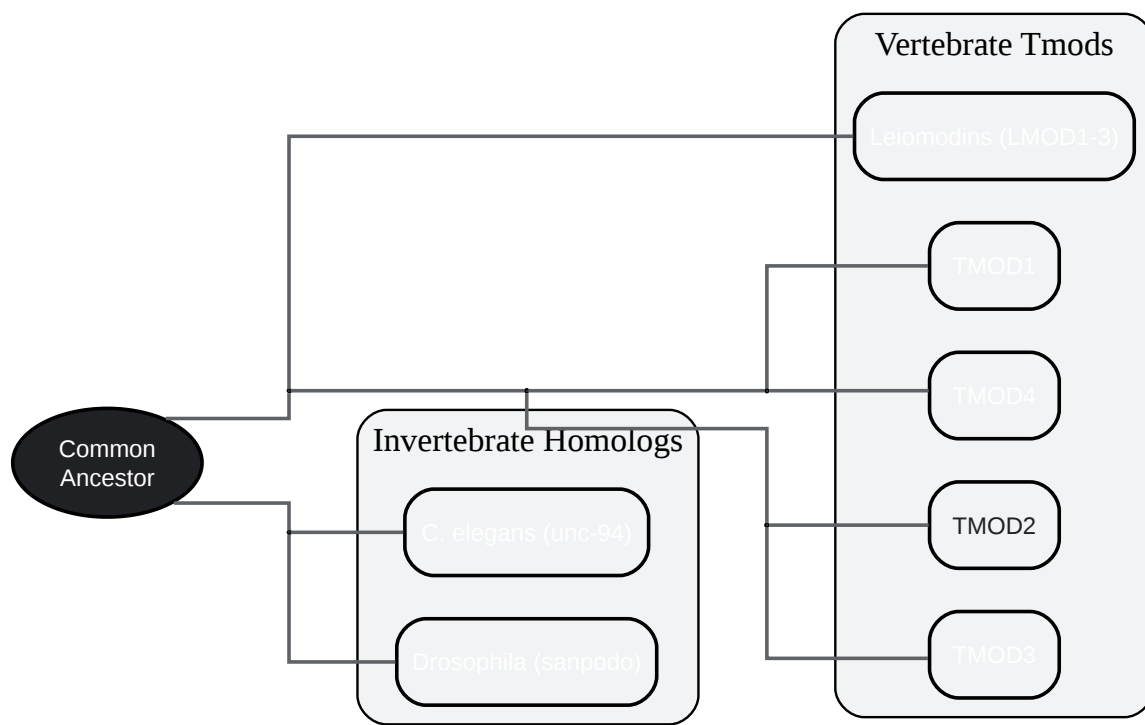 Vertebrate Tmods
Leiomodins (LMOD1-3)
TMOD1
TMOD4
Common
Ancestor
Invertebrate Homologs
C. elegans (unc-94)
TMOD2
Drosophila (sanpodo)
TMOD3